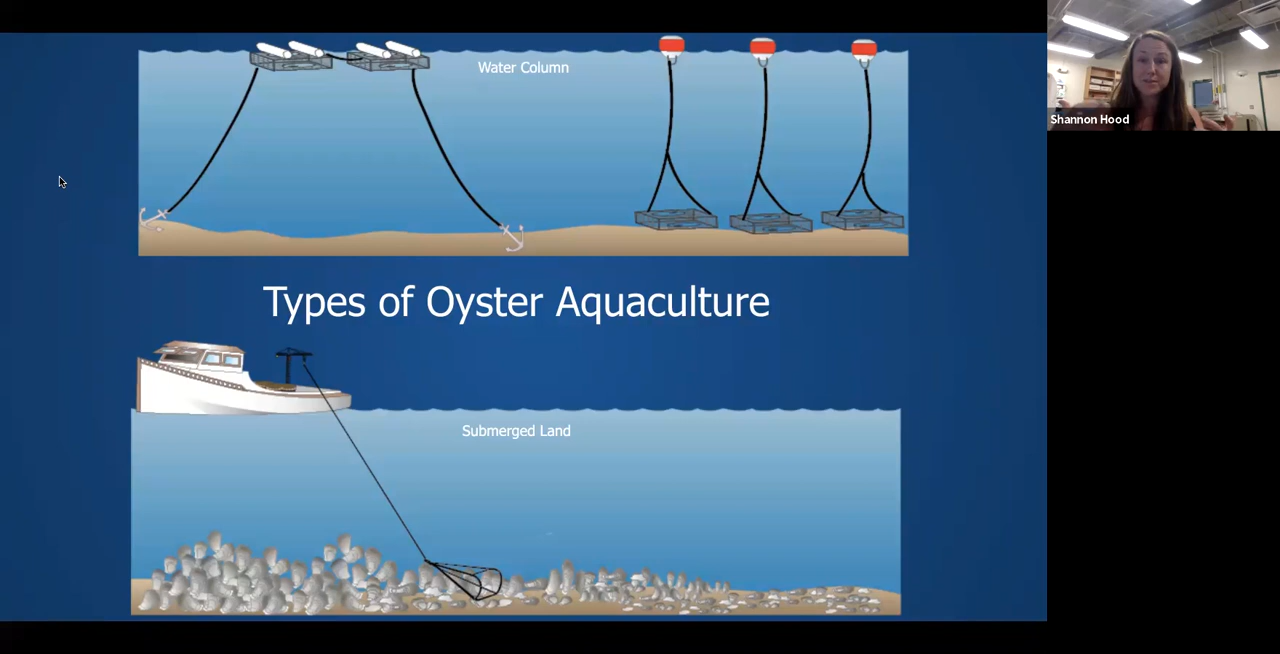 Water Column
Shannon Hood
Types of Oyster Aquaculture
Submerged Land